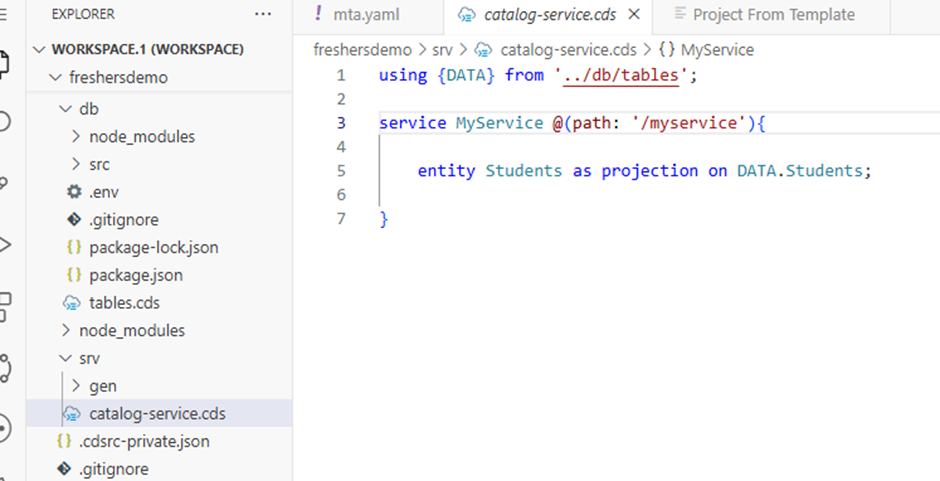 EXPLORER
WORKSPACE.1 (WORKSPACE)
freshersdemo
db
node_modules
src
.env
.gitignore
package-lock.json
package.json
tables.cds
node_modules
srv
gen
catalog-service.cds
.cdsrc-private.json
.gitignore
! mta.yaml
catalog-service.cds
Project From Template
freshersdemo > srv > catalog-service.cds > {} MyService
1 using {DATA} from '../db/tables';
2
3 service MyService @(path: '/myservice'){
4
5 entity Students as projection on DATA.Students;
6
7 }